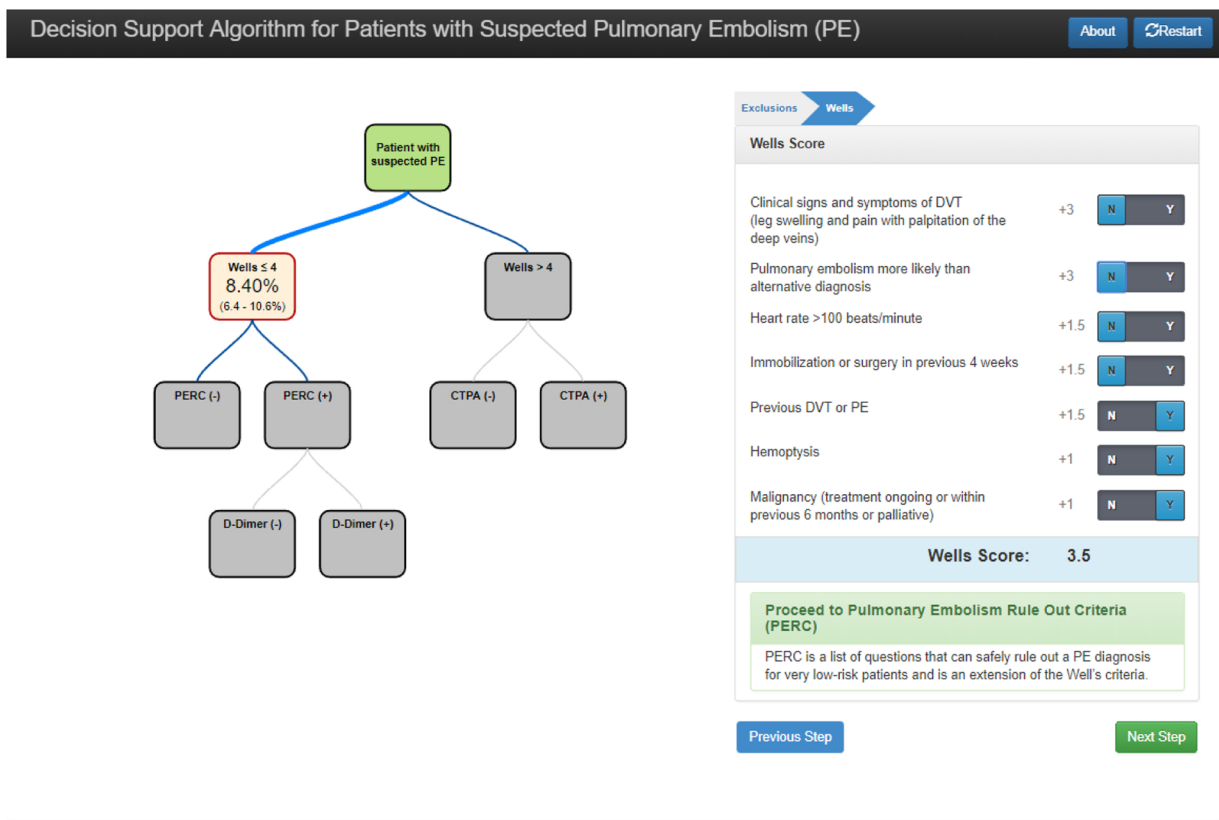 Decision Support Algorithm for Patients with Suspected Pulmonary Embolism (PE)
About
Restart
Patient with
suspected PE
Wells ≤ 4
8.40%
(6.4 - 10.6%)
Wells > 4
PERC (-)
PERC (+)
CTPA (-)
CTPA (+)
D-Dimer (-)
D-Dimer (+)
Exclusions
Wells
Wells Score
Clinical signs and symptoms of DVT
(leg swelling and pain with palpitation of the
deep veins)
+3
N
Y
Pulmonary embolism more likely than
alternative diagnosis
+3
N
Y
Heart rate >100 beats/minute
+1.5
N
Y
Immobilization or surgery in previous 4 weeks
+1.5
N
Y
Previous DVT or PE
+1.5
N
Y
Hemoptysis
+1
N
Y
Malignancy (treatment ongoing or within
previous 6 months or palliative)
+1
N
Y
Wells Score: 3.5
Proceed to Pulmonary Embolism Rule Out Criteria
(PERC)
PERC is a list of questions that can safely rule out a PE diagnosis
for very low-risk patients and is an extension of the Well's criteria.
Previous Step
Next Step